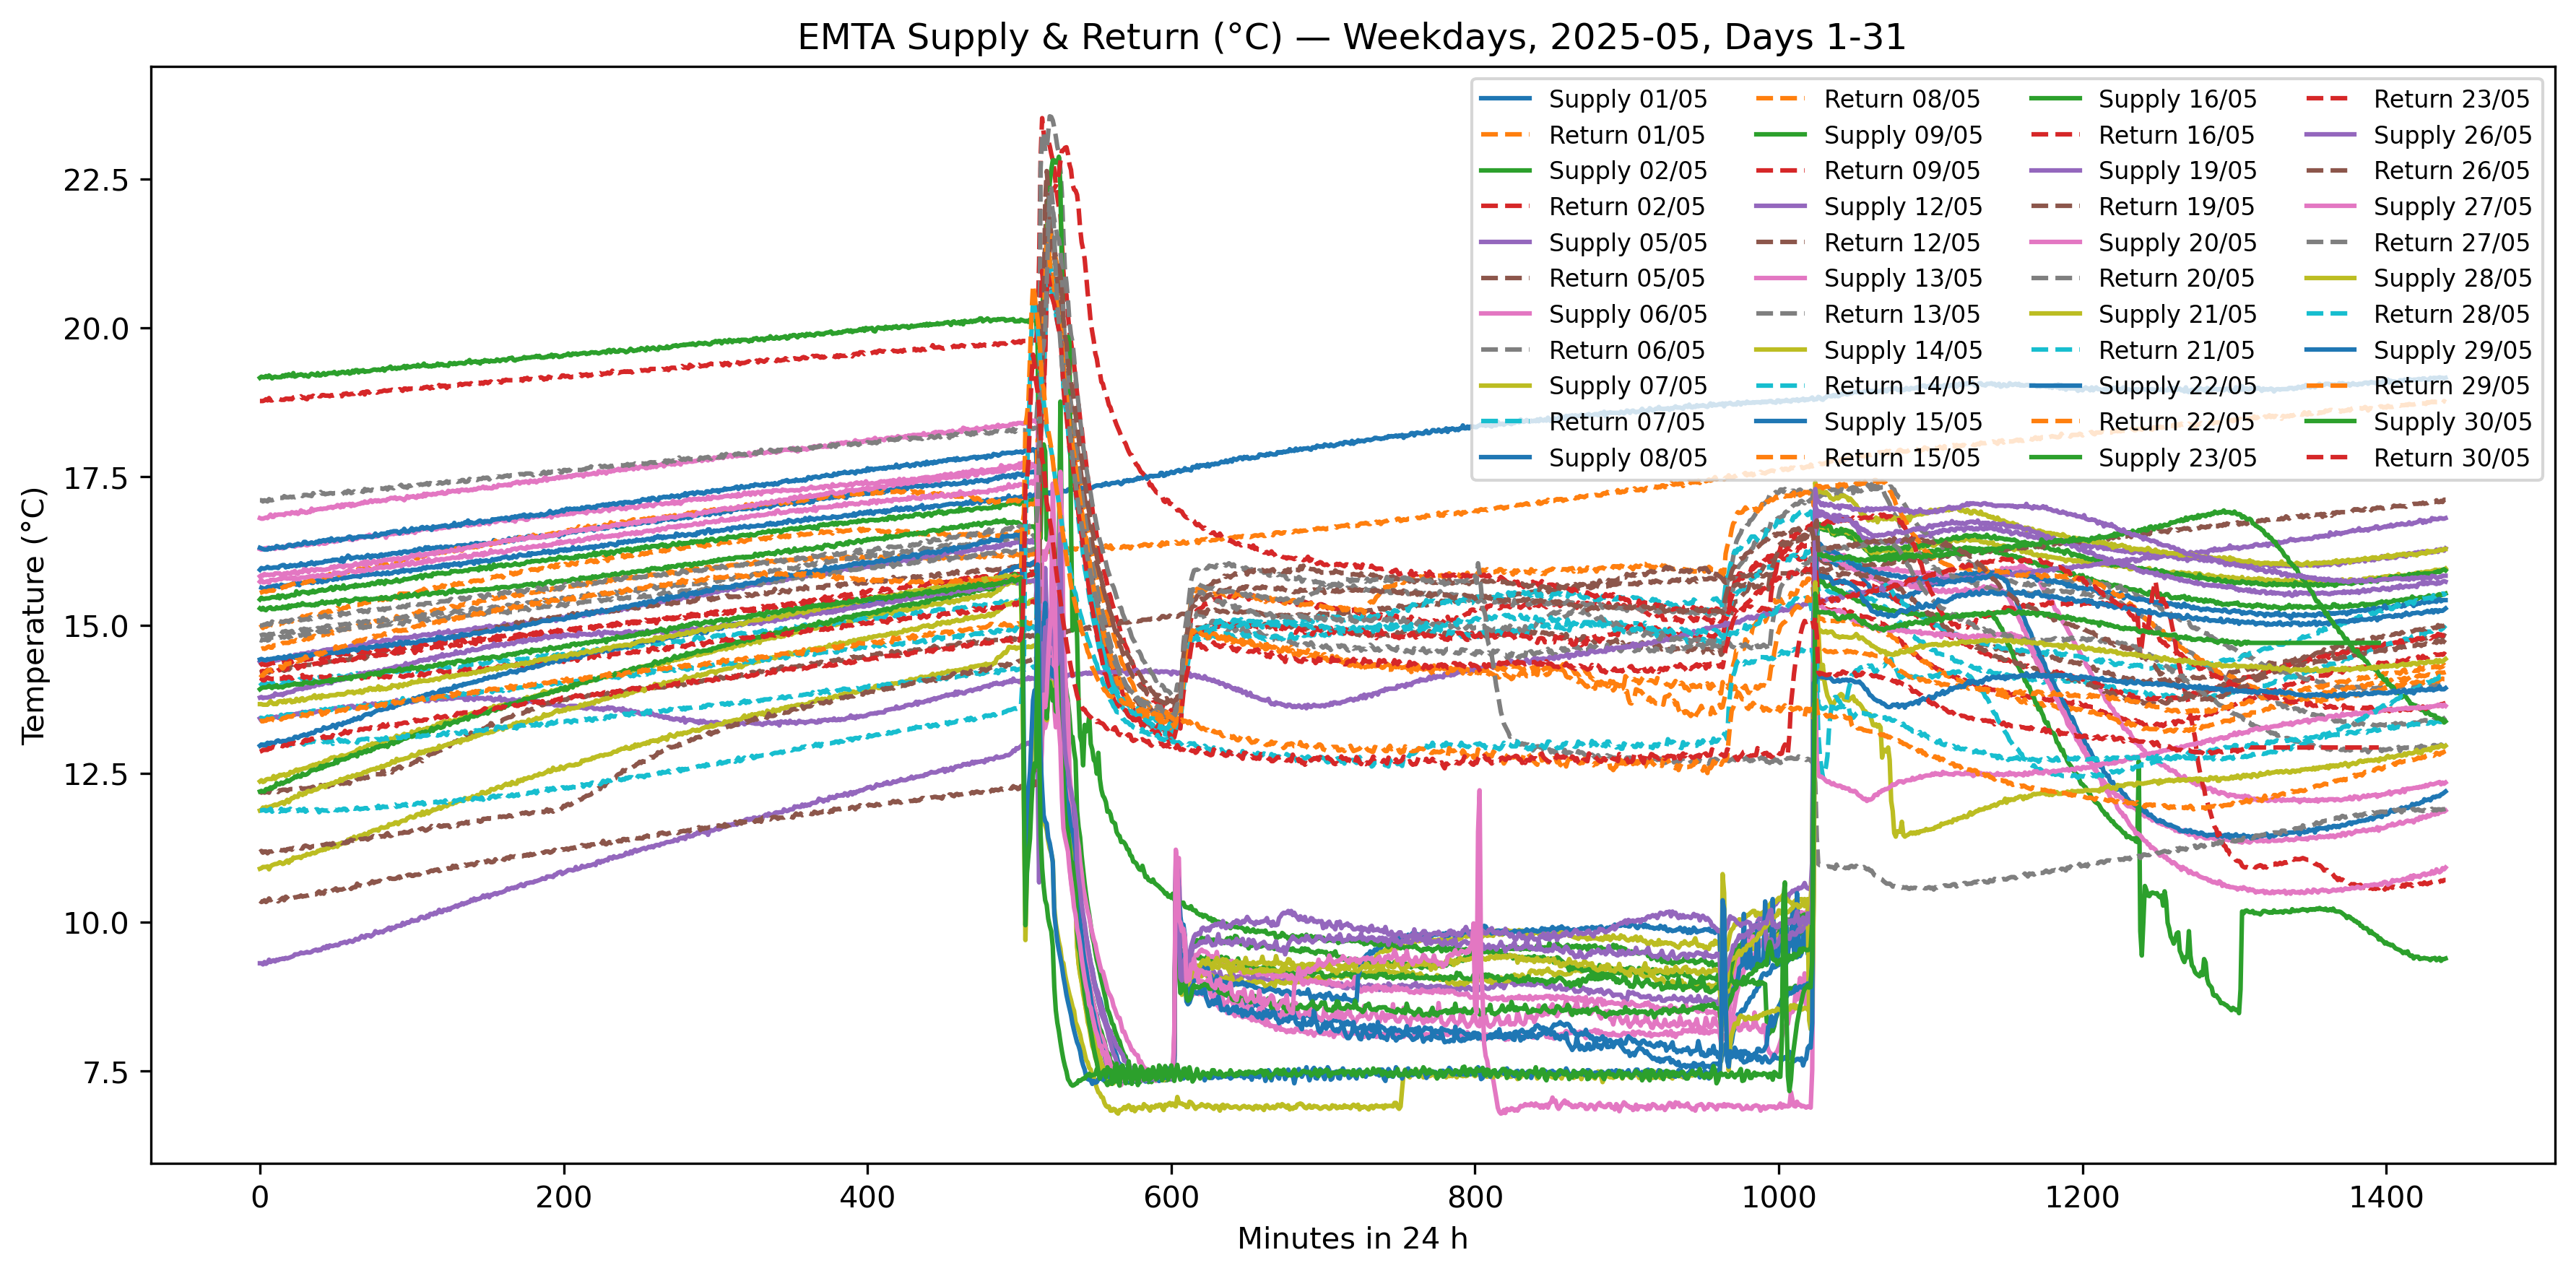 EMTA Supply & Return (°C) — Weekdays, 2025-05, Days 1-31
Temperature (°C)
22.5
20.0
17.5
15.0
12.5
10.0
7.5
0
200
400
600
800
1000
1200
1400
Minutes in 24 h
Supply 01/05
Return 01/05
Supply 02/05
Return 02/05
Supply 05/05
Return 05/05
Supply 06/05
Return 06/05
Supply 07/05
Return 07/05
Supply 08/05
Return 08/05
Supply 09/05
Return 09/05
Supply 12/05
Return 12/05
Supply 13/05
Return 13/05
Supply 14/05
Return 14/05
Supply 15/05
Return 15/05
Supply 16/05
Return 16/05
Supply 19/05
Return 19/05
Supply 20/05
Return 20/05
Supply 21/05
Return 21/05
Supply 22/05
Return 22/05
Supply 23/05
Return 23/05
Supply 26/05
Return 26/05
Supply 27/05
Return 27/05
Supply 28/05
Return 28/05
Supply 29/05
Return 29/05
Supply 30/05
Return 30/05